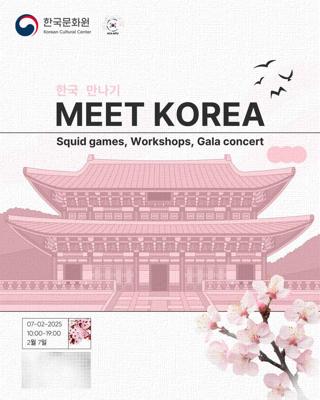 한국문화원
Korean Cultural Center
한국 만나기
MEET KOREA
Squid games, Workshops, Gala concert
07-02-2025
10:00-19:00
2월 7일